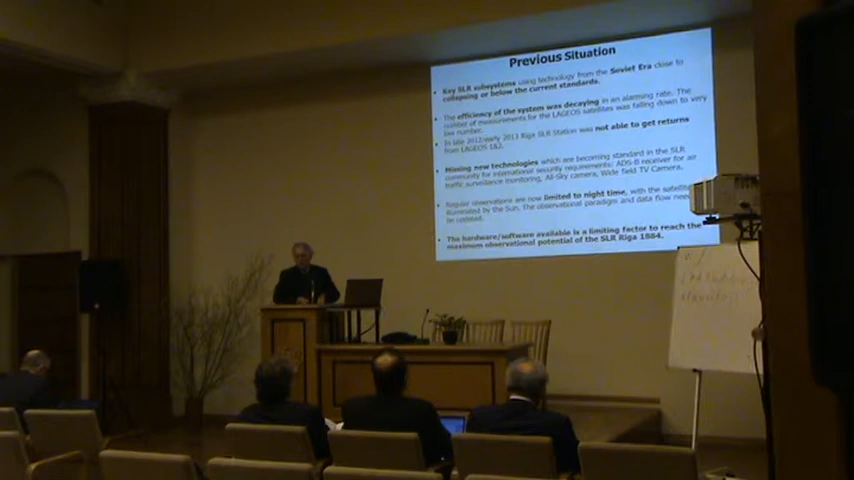 Previous Situation
• Key SLR subsystems using technology from the Soviet Era close to
collapsing or below the current standards.
• The efficiency of the system was decaying in an alarming rate. The
number of measurements for the LAGEOS satellites was falling down to very
low number.
• In late 2012/early 2013 Riga SLR Station was not able to get returns
from LAGEOS 1&2.
• Missing new technologies which are becoming standard in the SLR
community for international security requirements: ADS-B receiver for air
traffic surveillance monitoring, All-Sky camera, Wide field TV Camera.
• Regular observations are now limited to night time, with the satellite
illuminated by the Sun. The observational paradigm and data flow need
be updated.
• The hardware/software available is a limiting factor to reach the
maximum observational potential of the SLR Riga 1884.